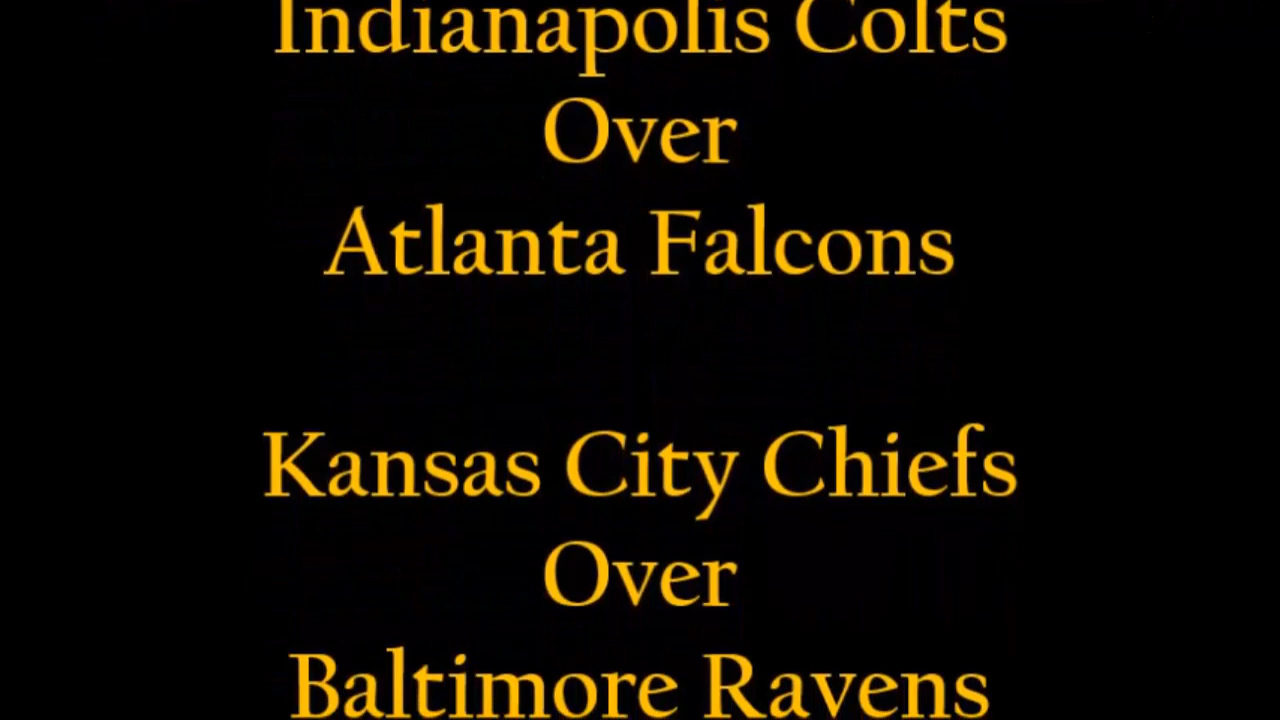 Indianapolis Colts
Over
Atlanta Falcons
Kansas City Chiefs
Over
Baltimore Ravens